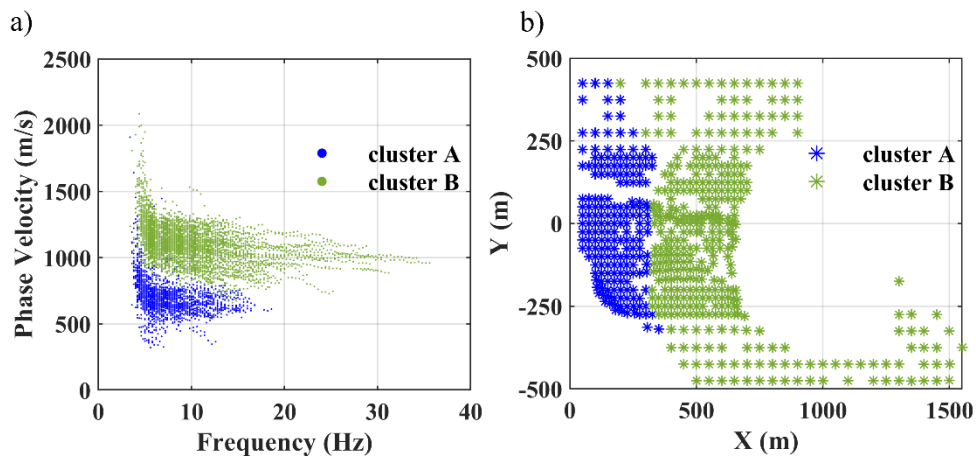 a)
2500
2000
1500
1000
500
0
Phase Velocity (m/s)
0 10 20 30 40
Frequency (Hz)
cluster A
cluster B
b)
500
250
0
-250
-500
Y (m)
0 500 1000 1500
X (m)
cluster A
cluster B